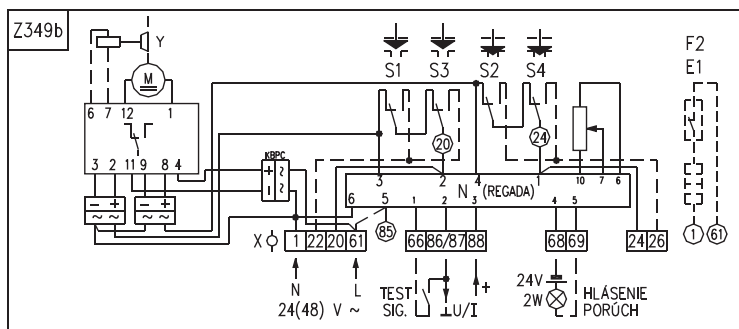 Z349b
Y
M
6 7 12 1
3 2 11 9 8 4
− + − +
~ ~ ~ ~
KBPC
+ ~
− ~
S1 S3 S2 S4
F2
E1
20
24
3 2 4 1 10 7 6
N (REGADA)
6 5 1 2 3 4 5
85
X 1 22 20 61 66 86/87 88 68 69 24 26
1 61
N L
24(48) V ~
TEST
SIG.
⊥U/I
+
24V
2W
HLÁSENIE
PORÚCH